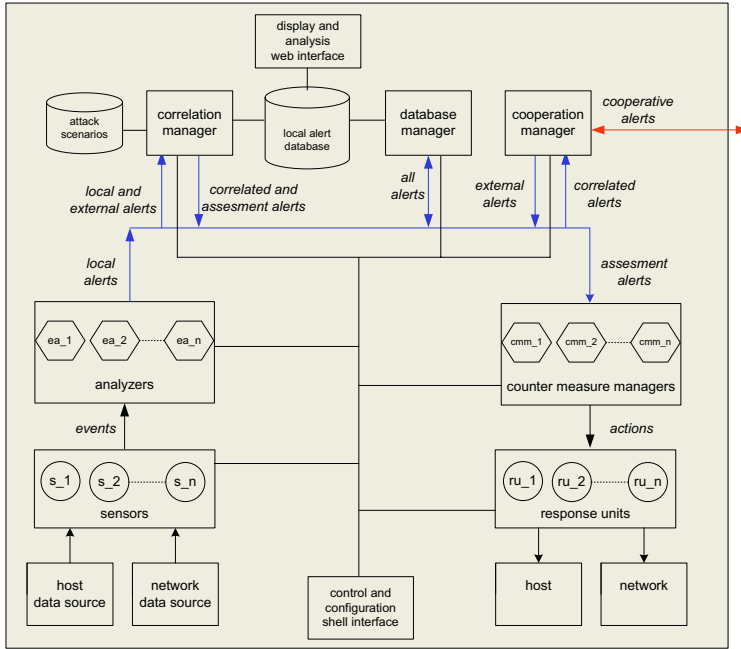 display and
analysis
web interface
attack
scenarios
correlation
manager
local alert
database
database
manager
cooperation
manager
cooperative
alerts
local and
external alerts
correlated and
assesment alerts
all
alerts
external
alerts
correlated
alerts
local
alerts
assesment
alerts
ea_1
ea_2
ea_n
analyzers
cmm_1
cmm_2
cmm_n
counter measure managers
events
actions
s_1
s_2
s_n
sensors
ru_1
ru_2
ru_n
response units
host
data source
network
data source
control and
configuration
shell interface
host
network